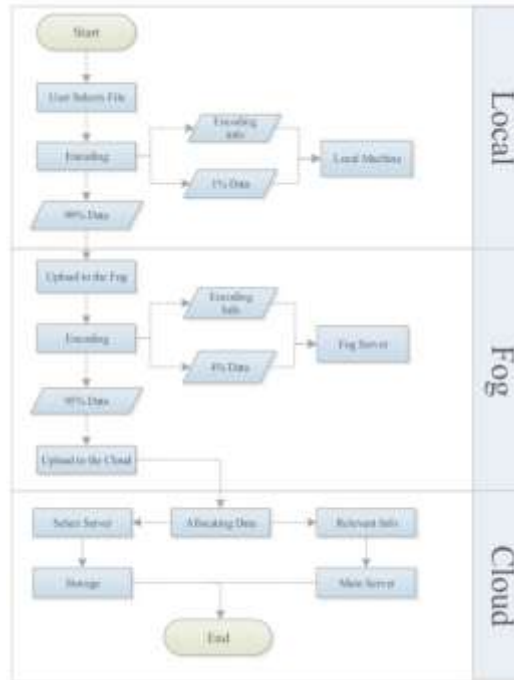 Start
User Selects File
Encoding
Info
Encoding
Local Machine
1% Data
99% Data
Local
Upload to the Fog
Encoding
Info
Encoding
Fog Server
4% Data
95% Data
Upload to the Cloud
Fog
Select Server
Allocating Data
Relevant Info
Storage
Main Server
End
Cloud